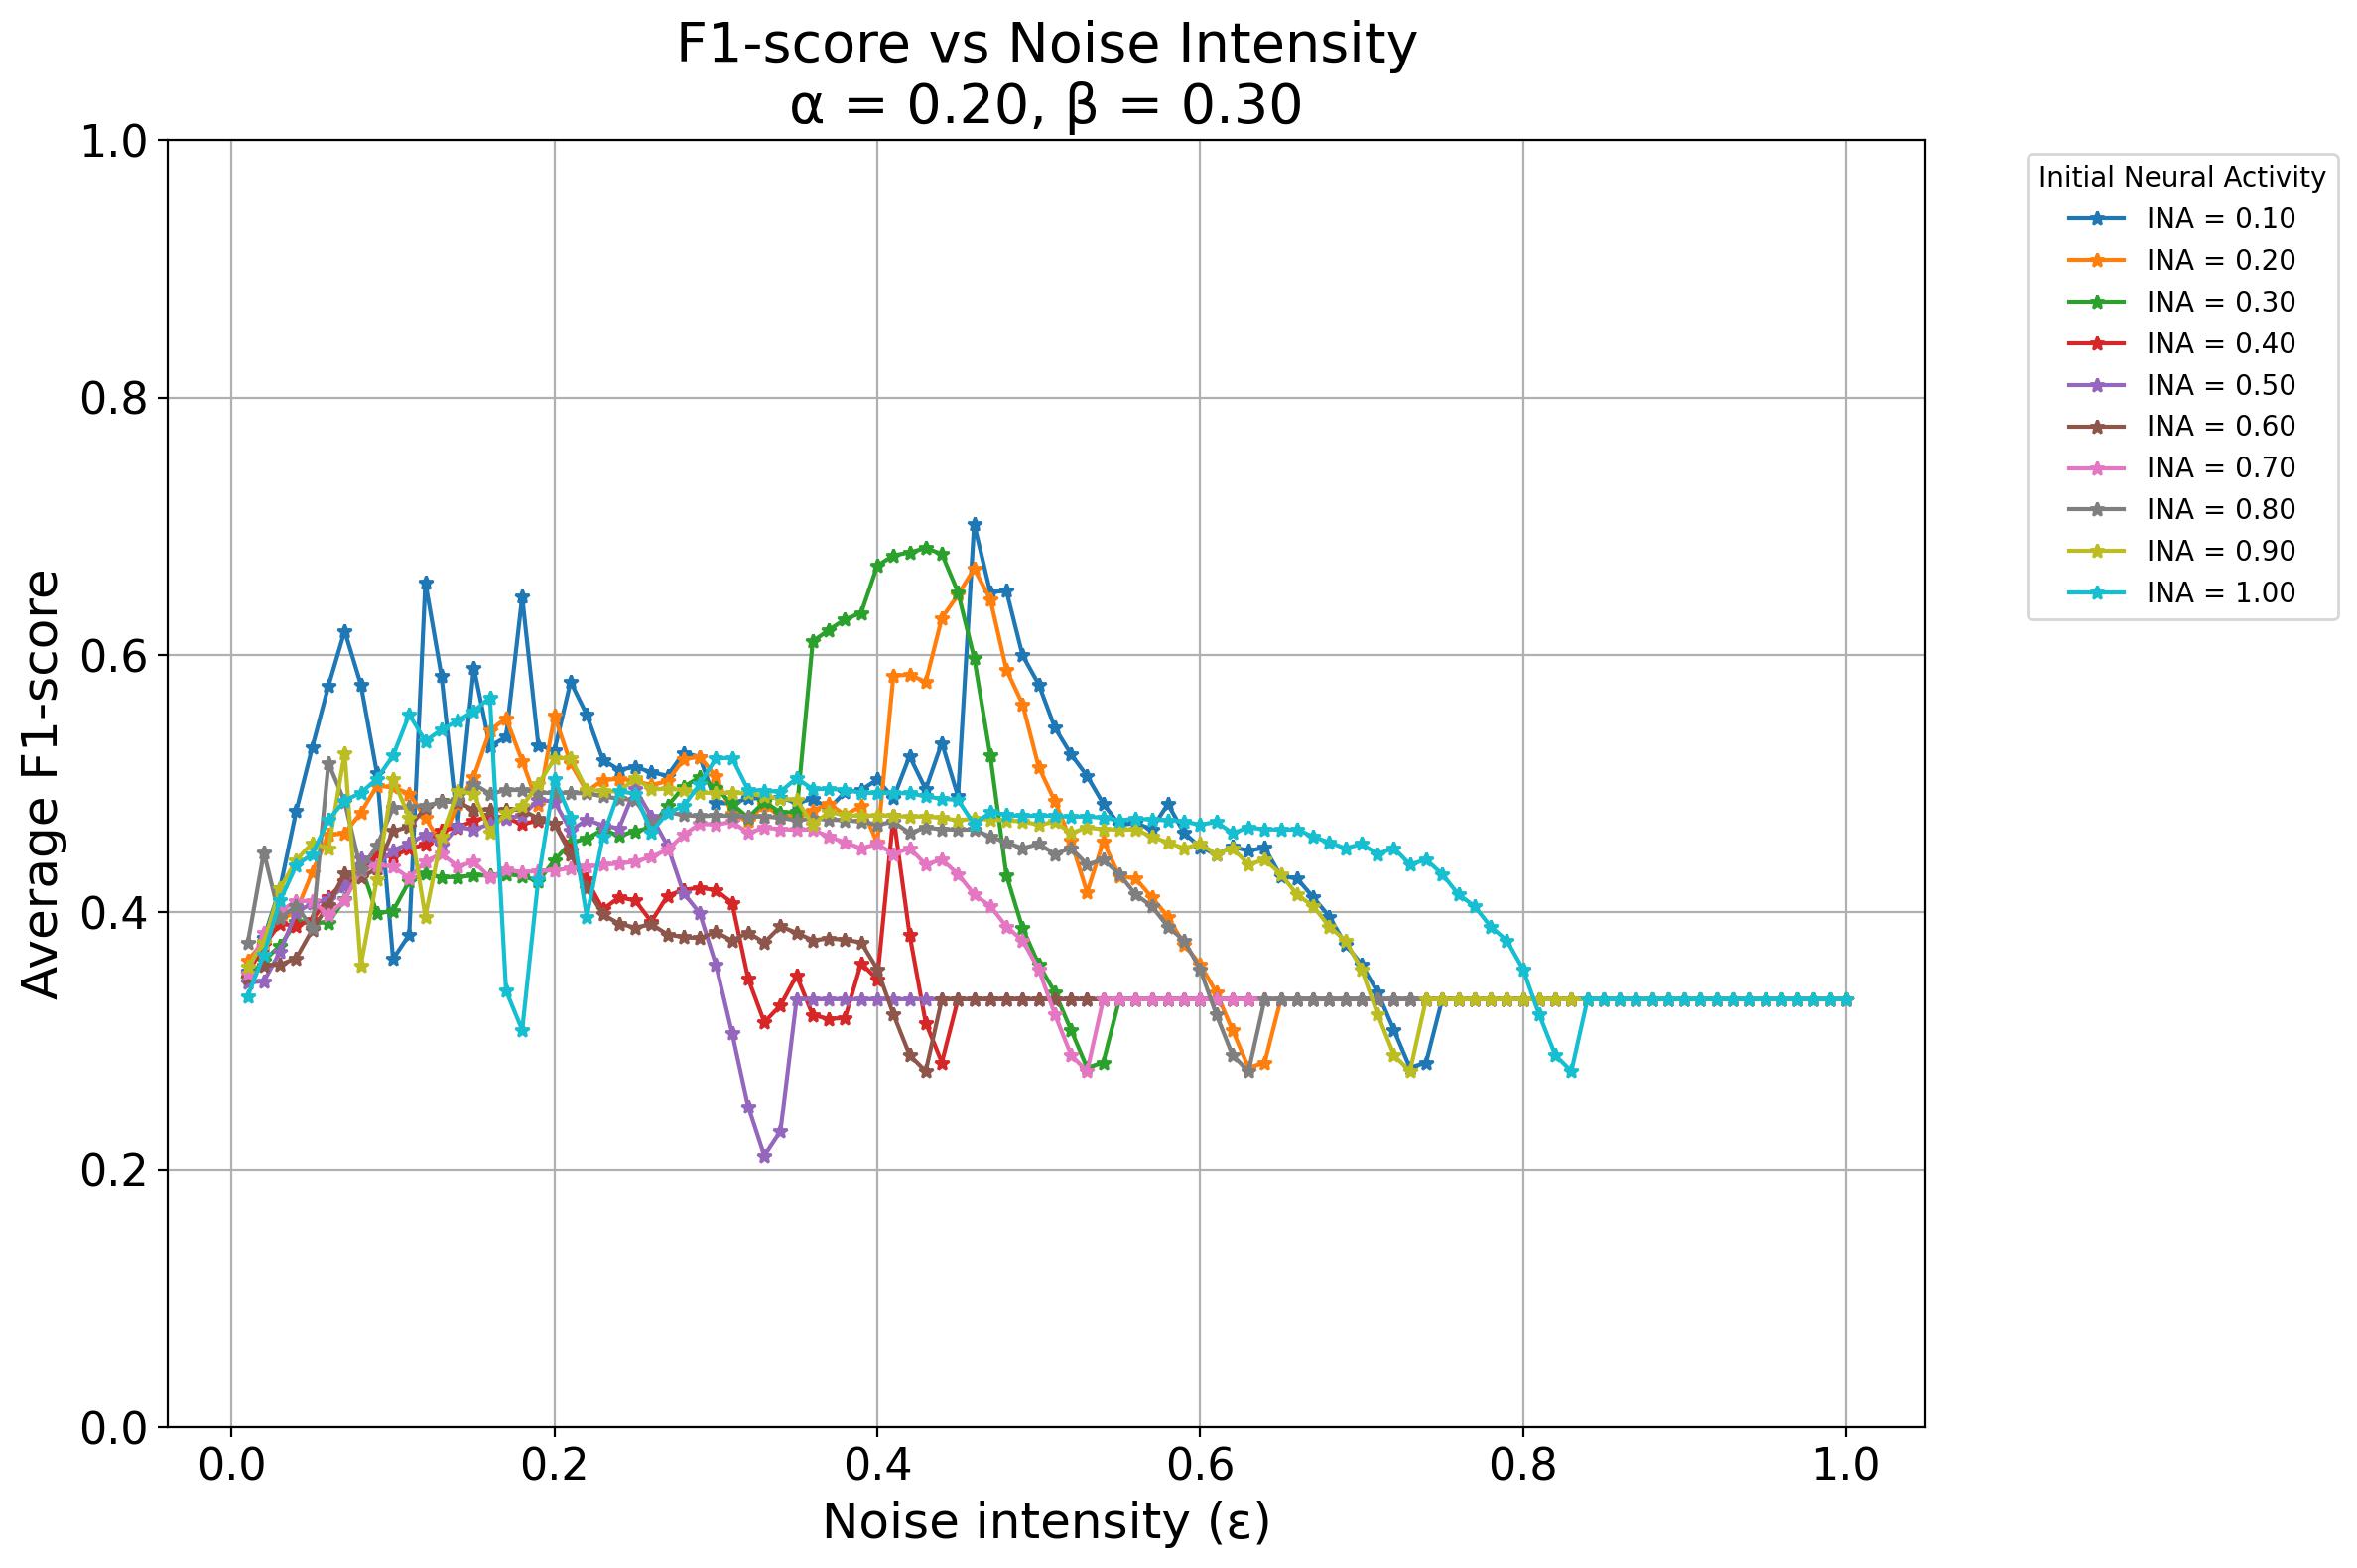 F1-score vs Noise Intensity
α = 0.20, β = 0.30
1.0
0.8
0.6
0.4
0.2
0.0
Average F1-score
0.0 0.2 0.4 0.6 0.8 1.0
Noise intensity (ε)
Initial Neural Activity
INA = 0.10
INA = 0.20
INA = 0.30
INA = 0.40
INA = 0.50
INA = 0.60
INA = 0.70
INA = 0.80
INA = 0.90
INA = 1.00